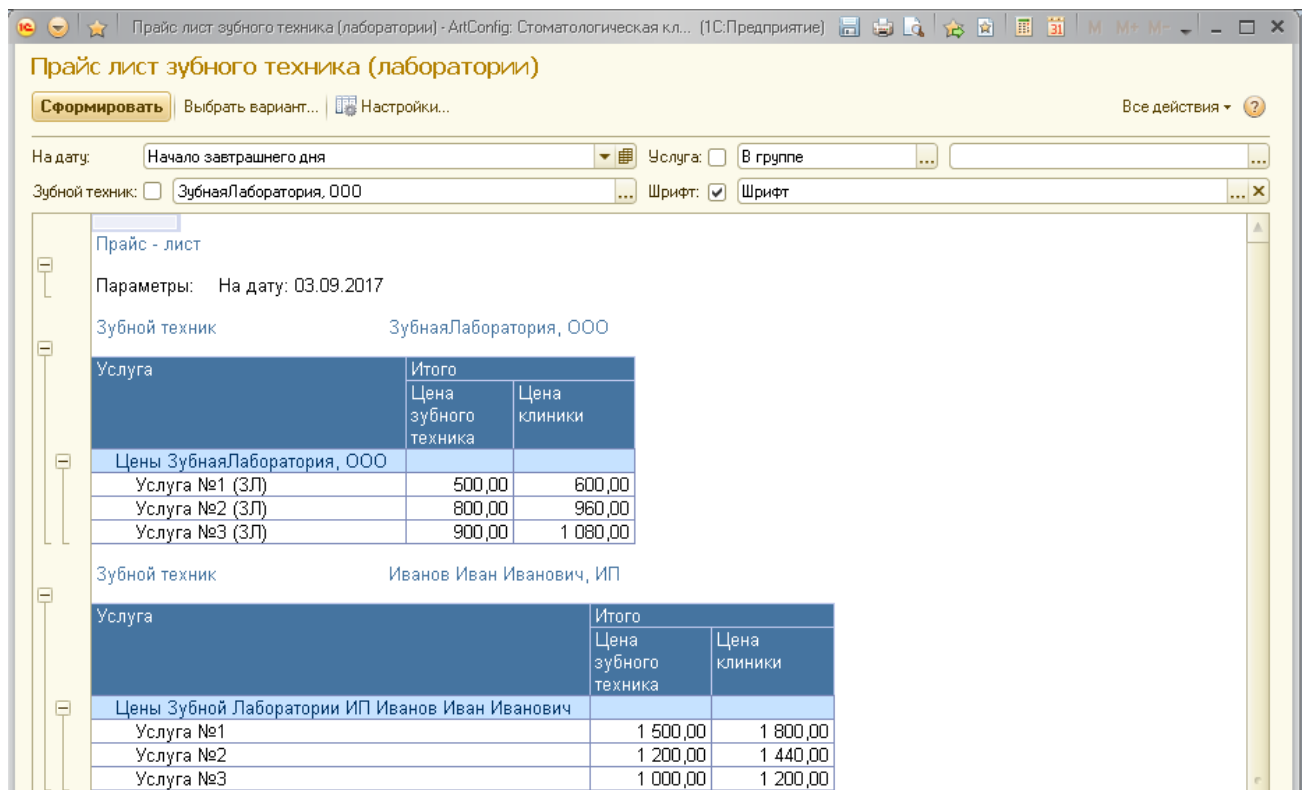 Прайс лист зубного техника (лаборатории) - ArtConfig: Стоматологическая кл... (1С:Предприятие) 31 M M+ M-
Прайс лист зубного техника (лаборатории)
Сформировать Выбрать вариант... Настройки... Все действия ?
На дату: Начало завтрашнего дня Услуга: В группе ... ...
Зубной техник: ЗубнаяЛаборатория, ООО ... Шрифт: Шрифт ...
Прайс - лист
Параметры: На дату: 03.09.2017
Зубной техник ЗубнаяЛаборатория, ООО
Услуга Итого
Цена зубного техника Цена клиники
Цены ЗубнаяЛаборатория, ООО
Услуга №1 (ЗЛ) 500,00 600,00
Услуга №2 (ЗЛ) 800,00 960,00
Услуга №3 (ЗЛ) 900,00 1 080,00
Зубной техник Иванов Иван Иванович, ИП
Услуга Итого
Цена зубного техника Цена клиники
Цены Зубной Лаборатории ИП Иванов Иван Иванович
Услуга №1 1 500,00 1 800,00
Услуга №2 1 200,00 1 440,00
Услуга №3 1 000,00 1 200,00